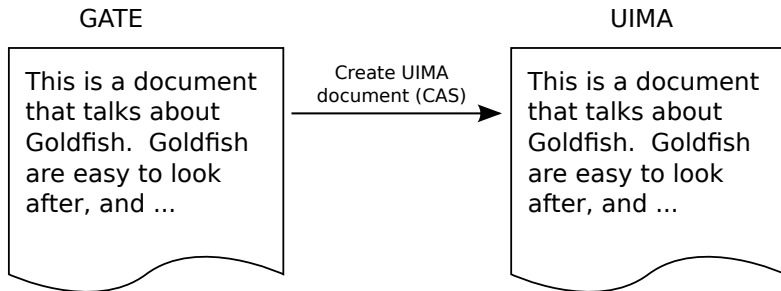 GATE
UIMA
This is a document
that talks about
Goldfish.  Goldfish
are easy to look
after, and ...
Create UIMA
document (CAS)
This is a document
that talks about
Goldfish.  Goldfish
are easy to look
after, and ...